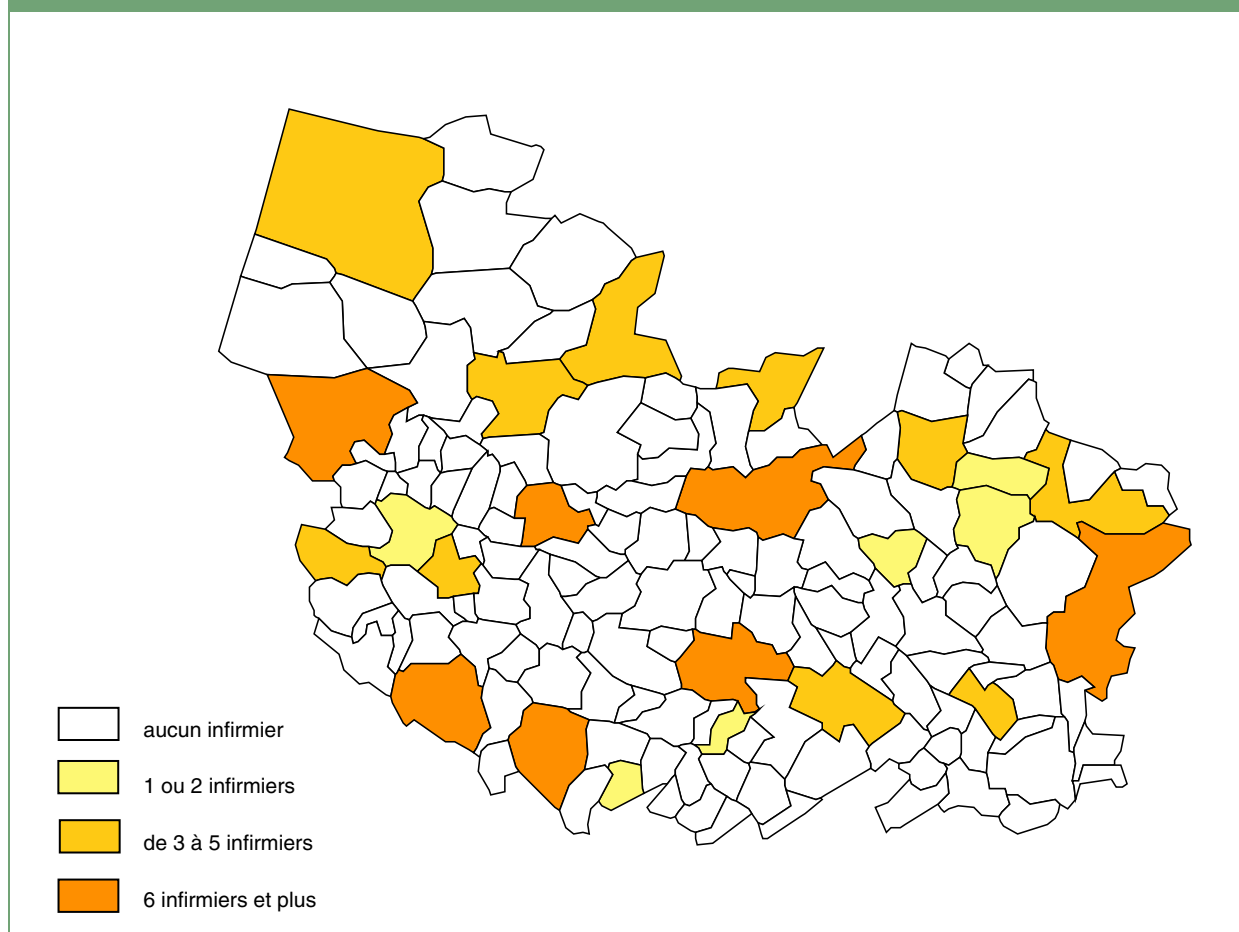 aucun infirmier
1 ou 2 infirmiers
de 3 à 5 infirmiers
6 infirmiers et plus